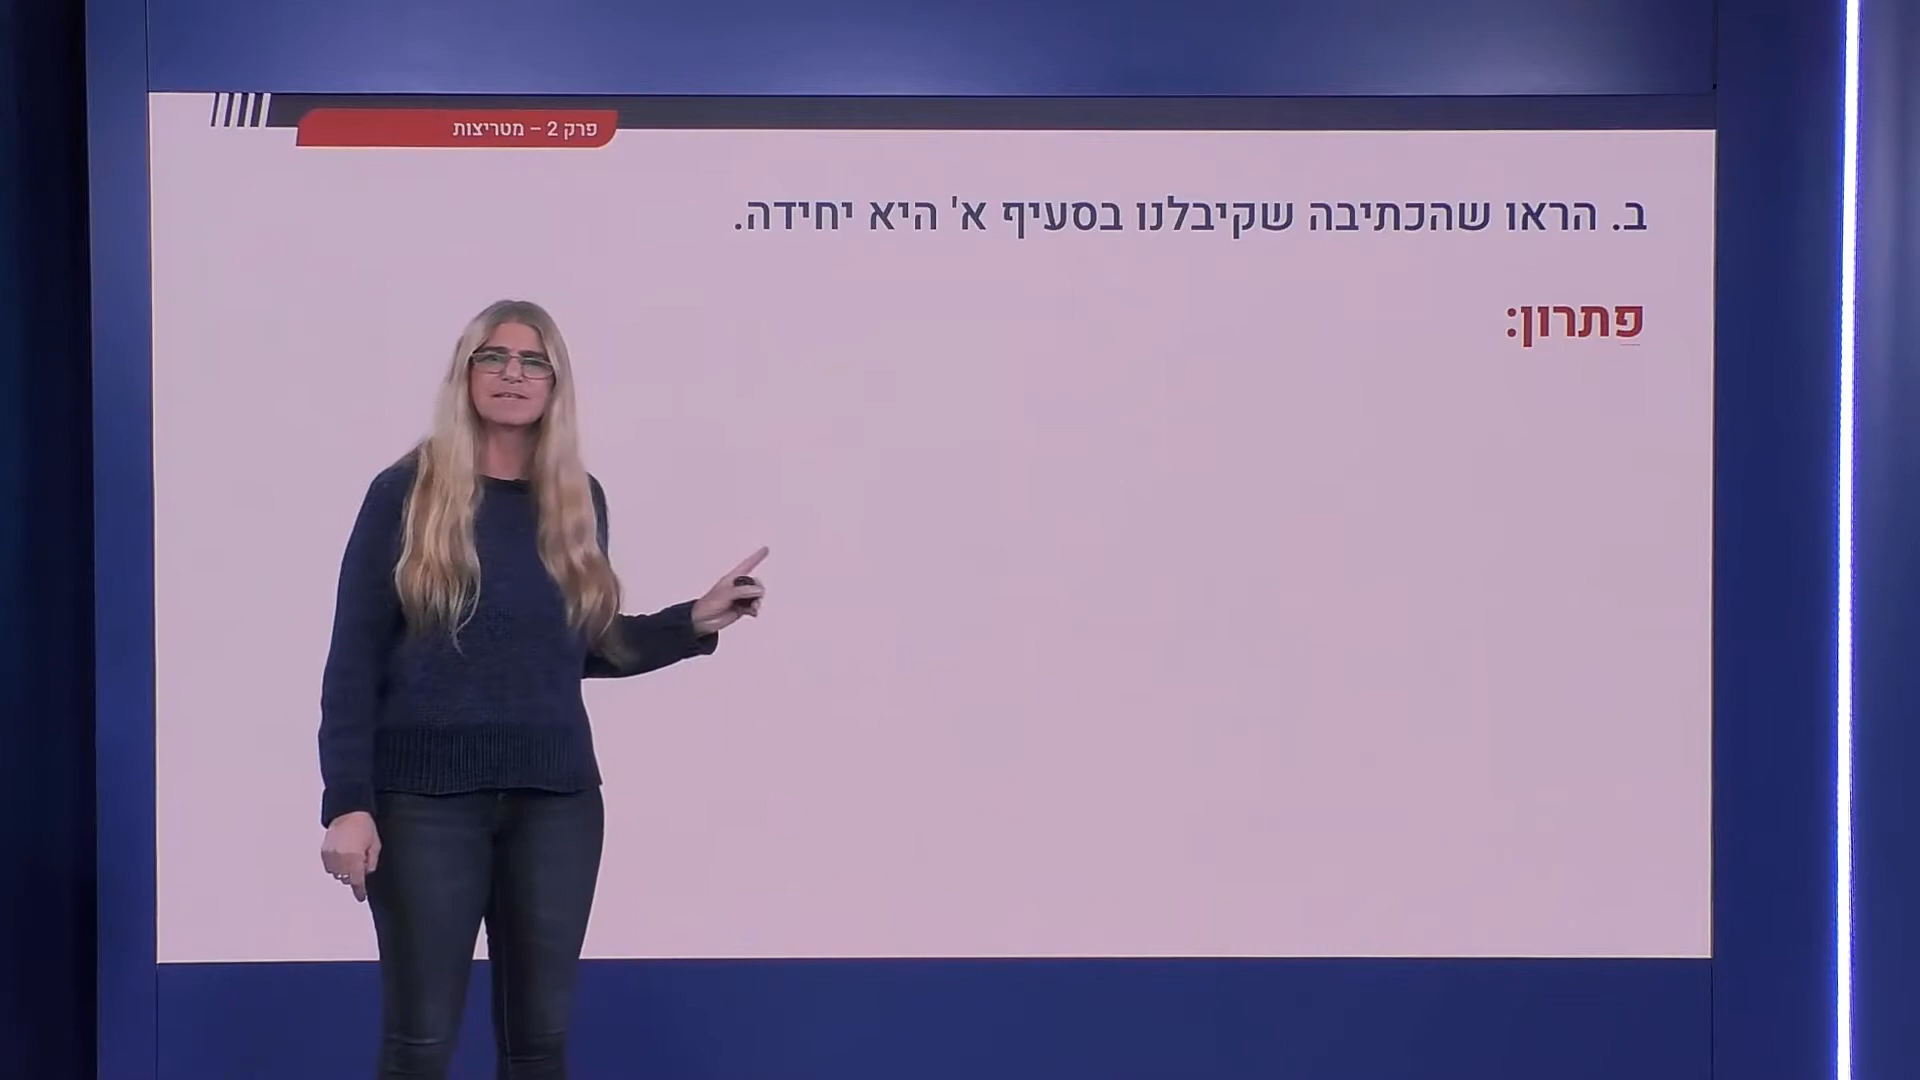 פרק 2 – מטריצות
ב. הראו שהכתיבה שקיבלנו בסעיף א' היא יחידה.
פתרון: